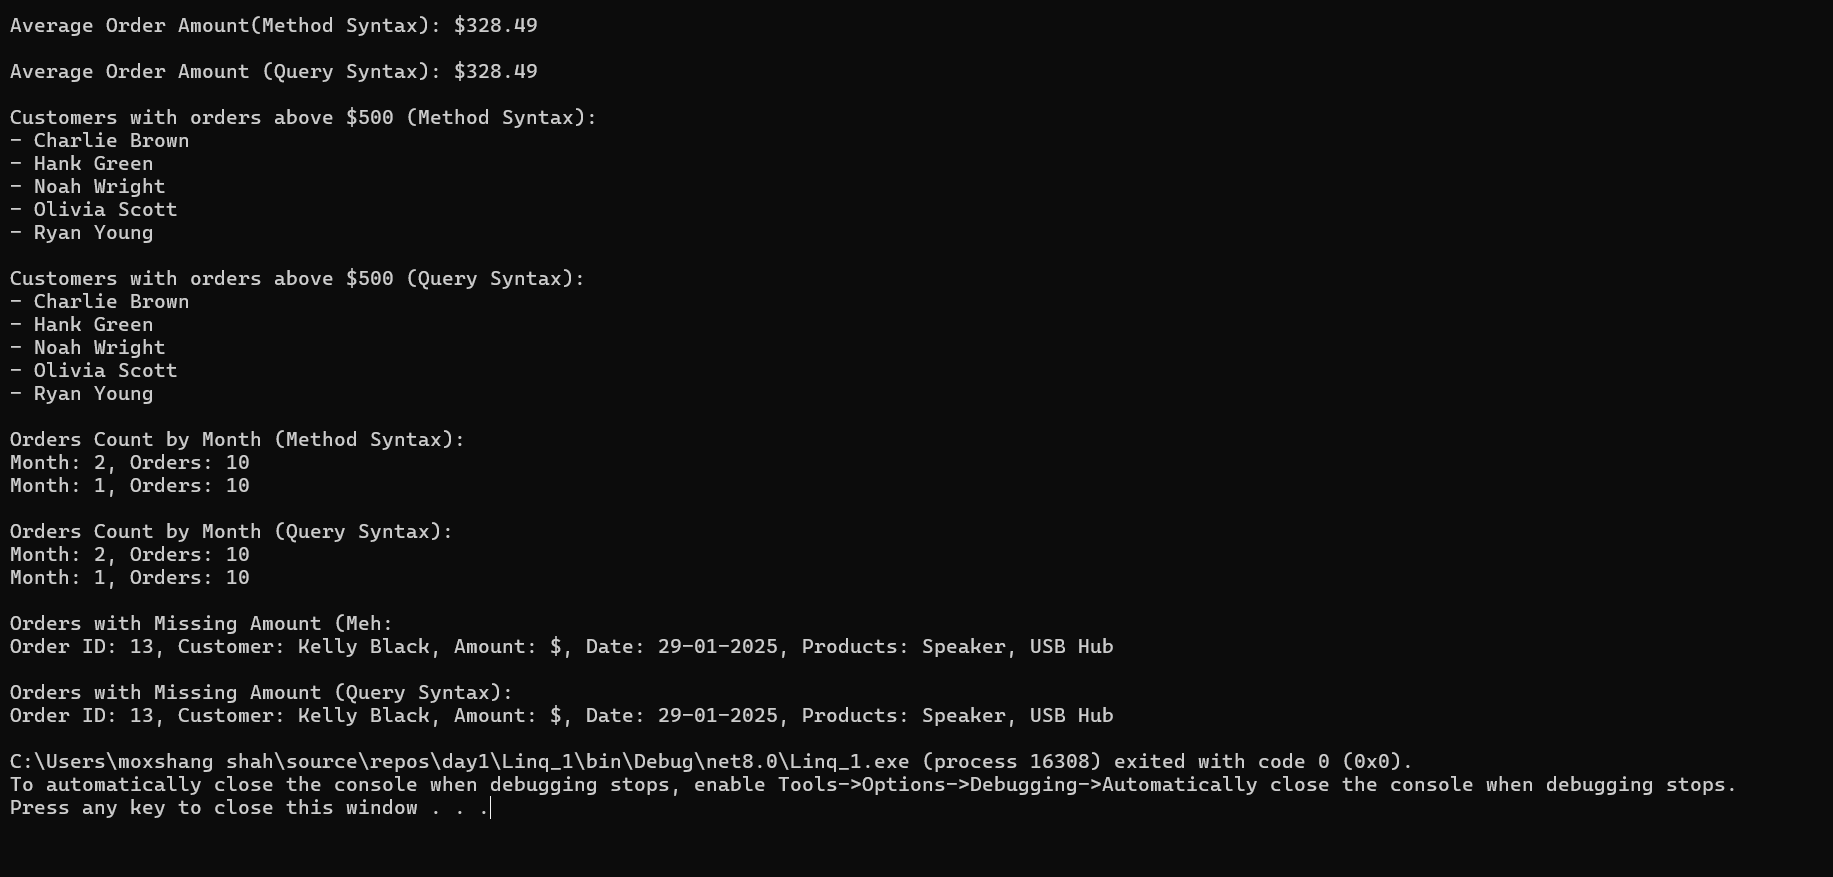 Average Order Amount(Method Syntax): $328.49
Average Order Amount (Query Syntax): $328.49
Customers with orders above $500 (Method Syntax):
- Charlie Brown
- Hank Green
- Noah Wright
- Olivia Scott
- Ryan Young
Customers with orders above $500 (Query Syntax):
- Charlie Brown
- Hank Green
- Noah Wright
- Olivia Scott
- Ryan Young
Orders Count by Month (Method Syntax):
Month: 2, Orders: 10
Month: 1, Orders: 10
Orders Count by Month (Query Syntax):
Month: 2, Orders: 10
Month: 1, Orders: 10
Orders with Missing Amount (Meh:
Order ID: 13, Customer: Kelly Black, Amount: $, Date: 29-01-2025, Products: Speaker, USB Hub
Orders with Missing Amount (Query Syntax):
Order ID: 13, Customer: Kelly Black, Amount: $, Date: 29-01-2025, Products: Speaker, USB Hub
C:\Users\moxshang shah\source\repos\day1\Linq_1\bin\Debug\net8.0\Linq_1.exe (process 16308) exited with code 0 (0x0).
To automatically close the console when debugging stops, enable Tools->Options->Debugging->Automatically close the console when debugging stops.
Press any key to close this window . . .